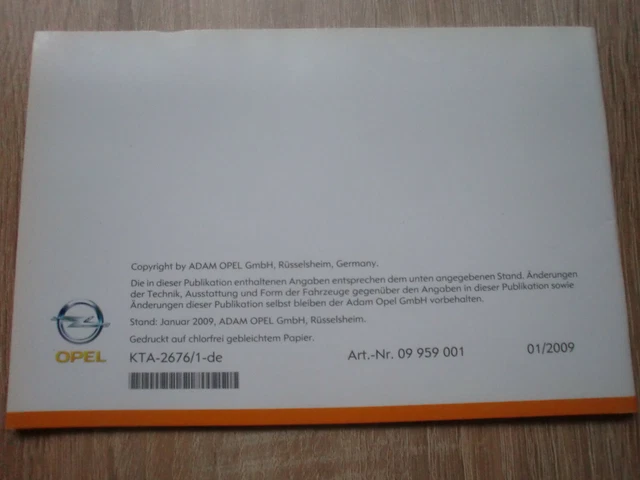 Copyright by ADAM OPEL GmbH, Rüsselsheim, Germany.
Die in dieser Publikation enthaltenen Angaben entsprechen dem unten angegebenen Stand. Änderungen
der Technik, Ausstattung und Form der Fahrzeuge gegenüber den Angaben in dieser Publikation sowie
Änderungen dieser Publikation selbst bleiben der Adam Opel GmbH vorbehalten.
Stand: Januar 2009, ADAM OPEL GmbH, Rüsselsheim.
Gedruckt auf chlorfrei gebleichtem Papier.
OPEL KTA-2676/1-de Art.-Nr. 09 959 001 01/2009